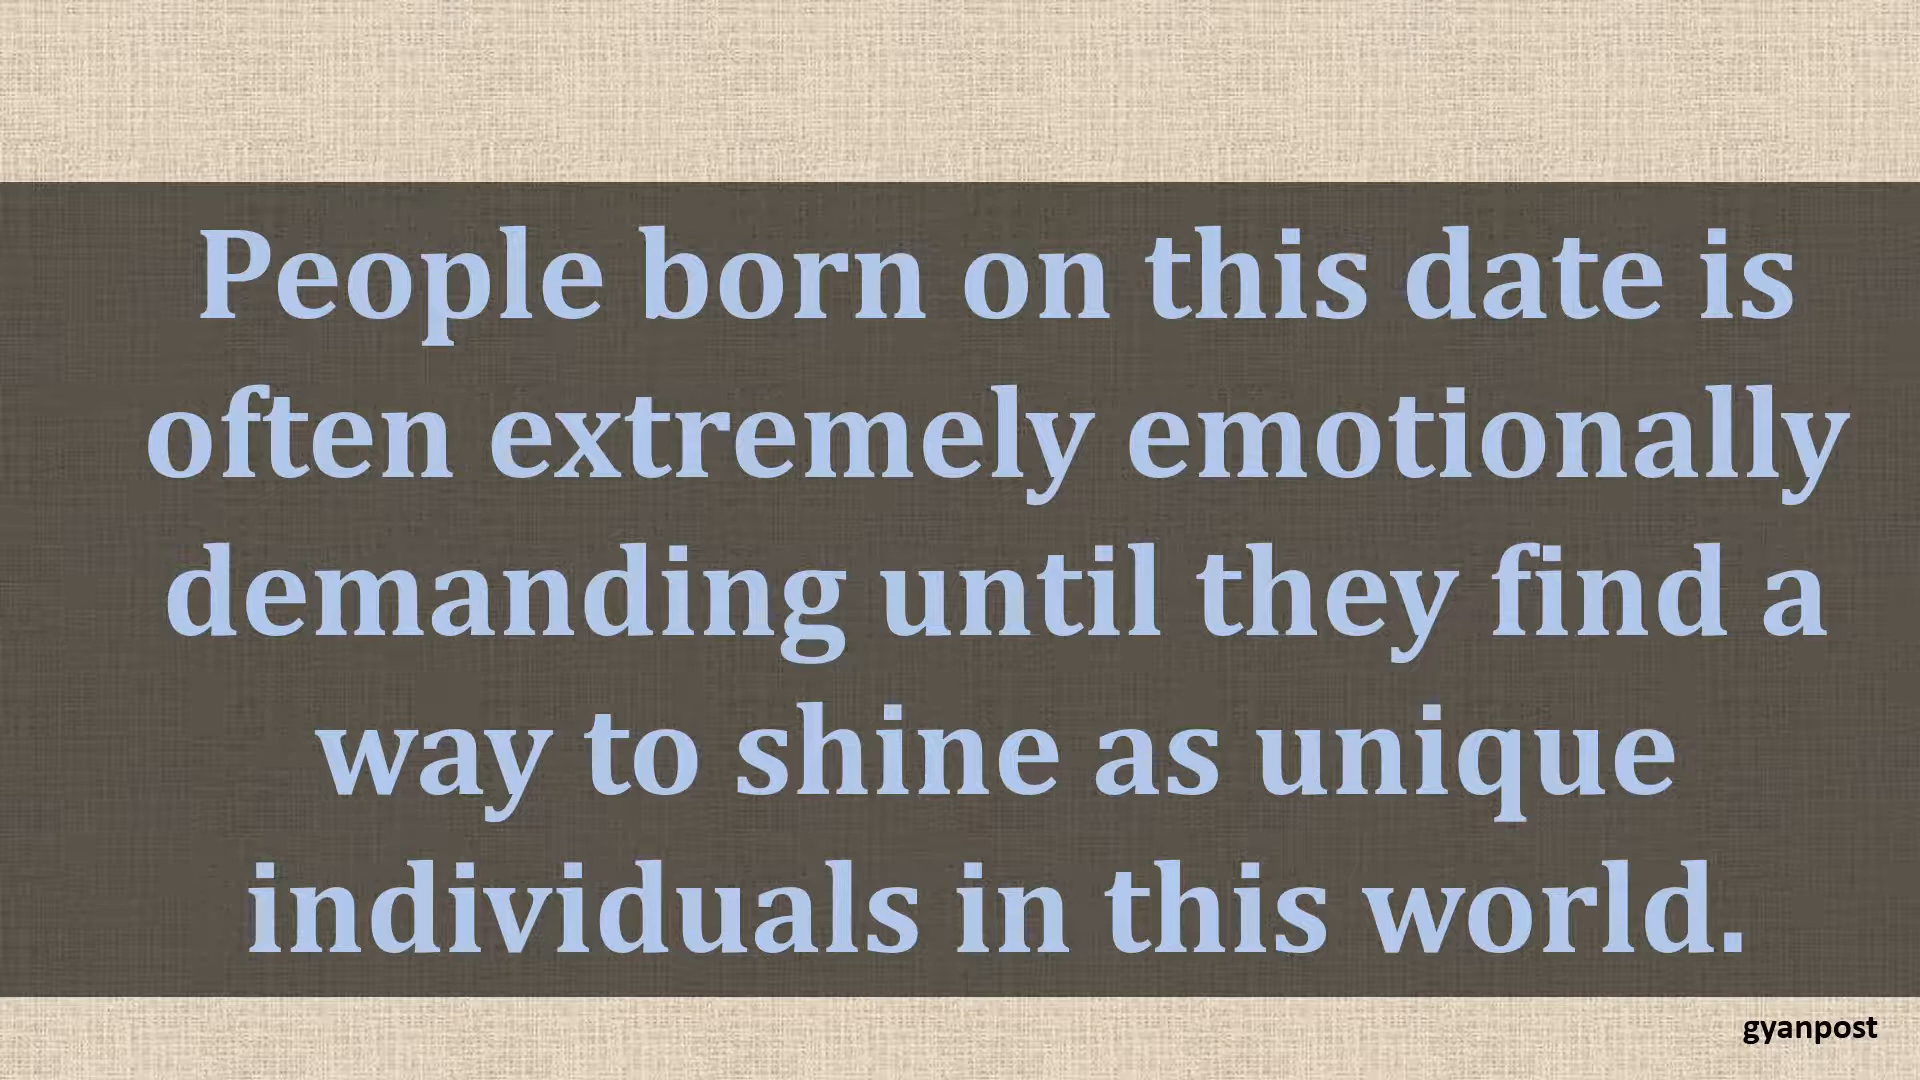 People born on this date is
often extremely emotionally
demanding until they find a
way to shine as unique
individuals in this world.
gyanpost